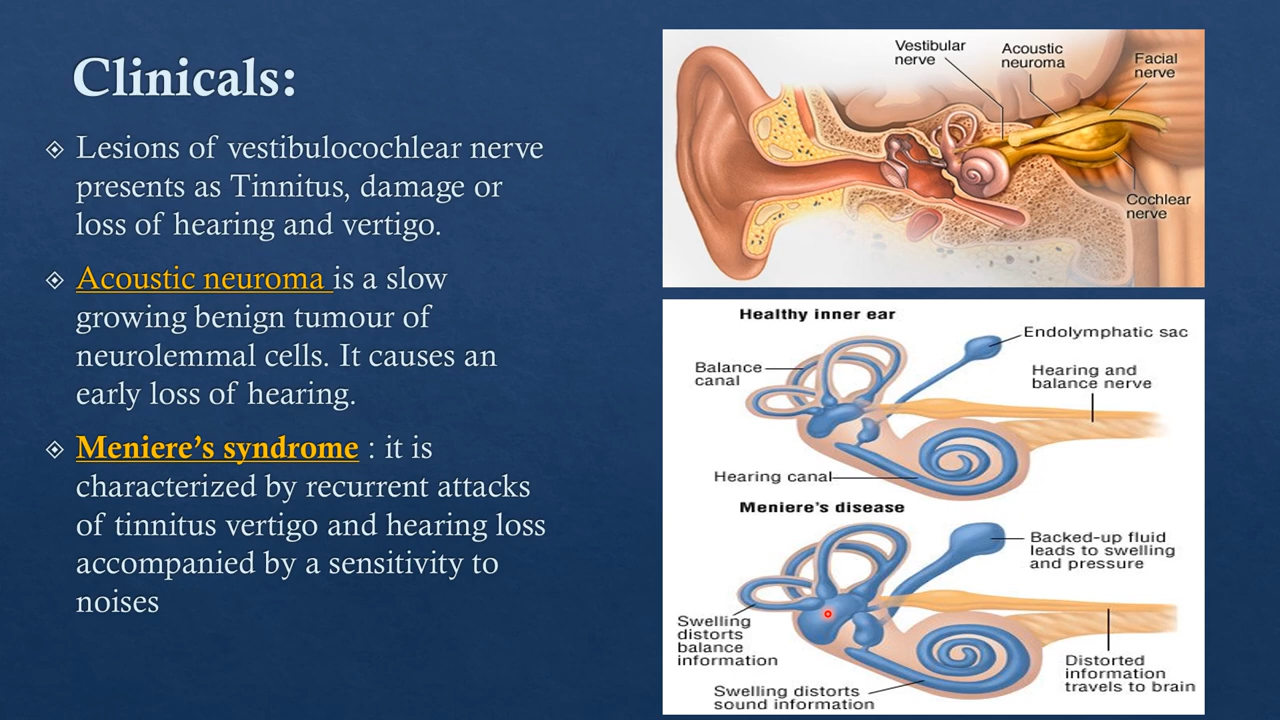 Clinicals:
Lesions of vestibulocochlear nerve
presents as Tinnitus, damage or
loss of hearing and vertigo.
Acoustic neuroma is a slow
growing benign tumour of
neurolemmal cells. It causes an
early loss of hearing.
Meniere’s syndrome : it is
characterized by recurrent attacks
of tinnitus vertigo and hearing loss
accompanied by a sensitivity to
noises
Vestibular
nerve
Acoustic
neuroma
Facial
nerve
Cochlear
nerve
Healthy inner ear
Endolymphatic sac
Balance
canal
Hearing and
balance nerve
Hearing canal
Meniere’s disease
Backed-up fluid
leads to swelling
and pressure
Swelling
distorts
balance
information
Distorted
information
travels to brain
Swelling distorts
sound information